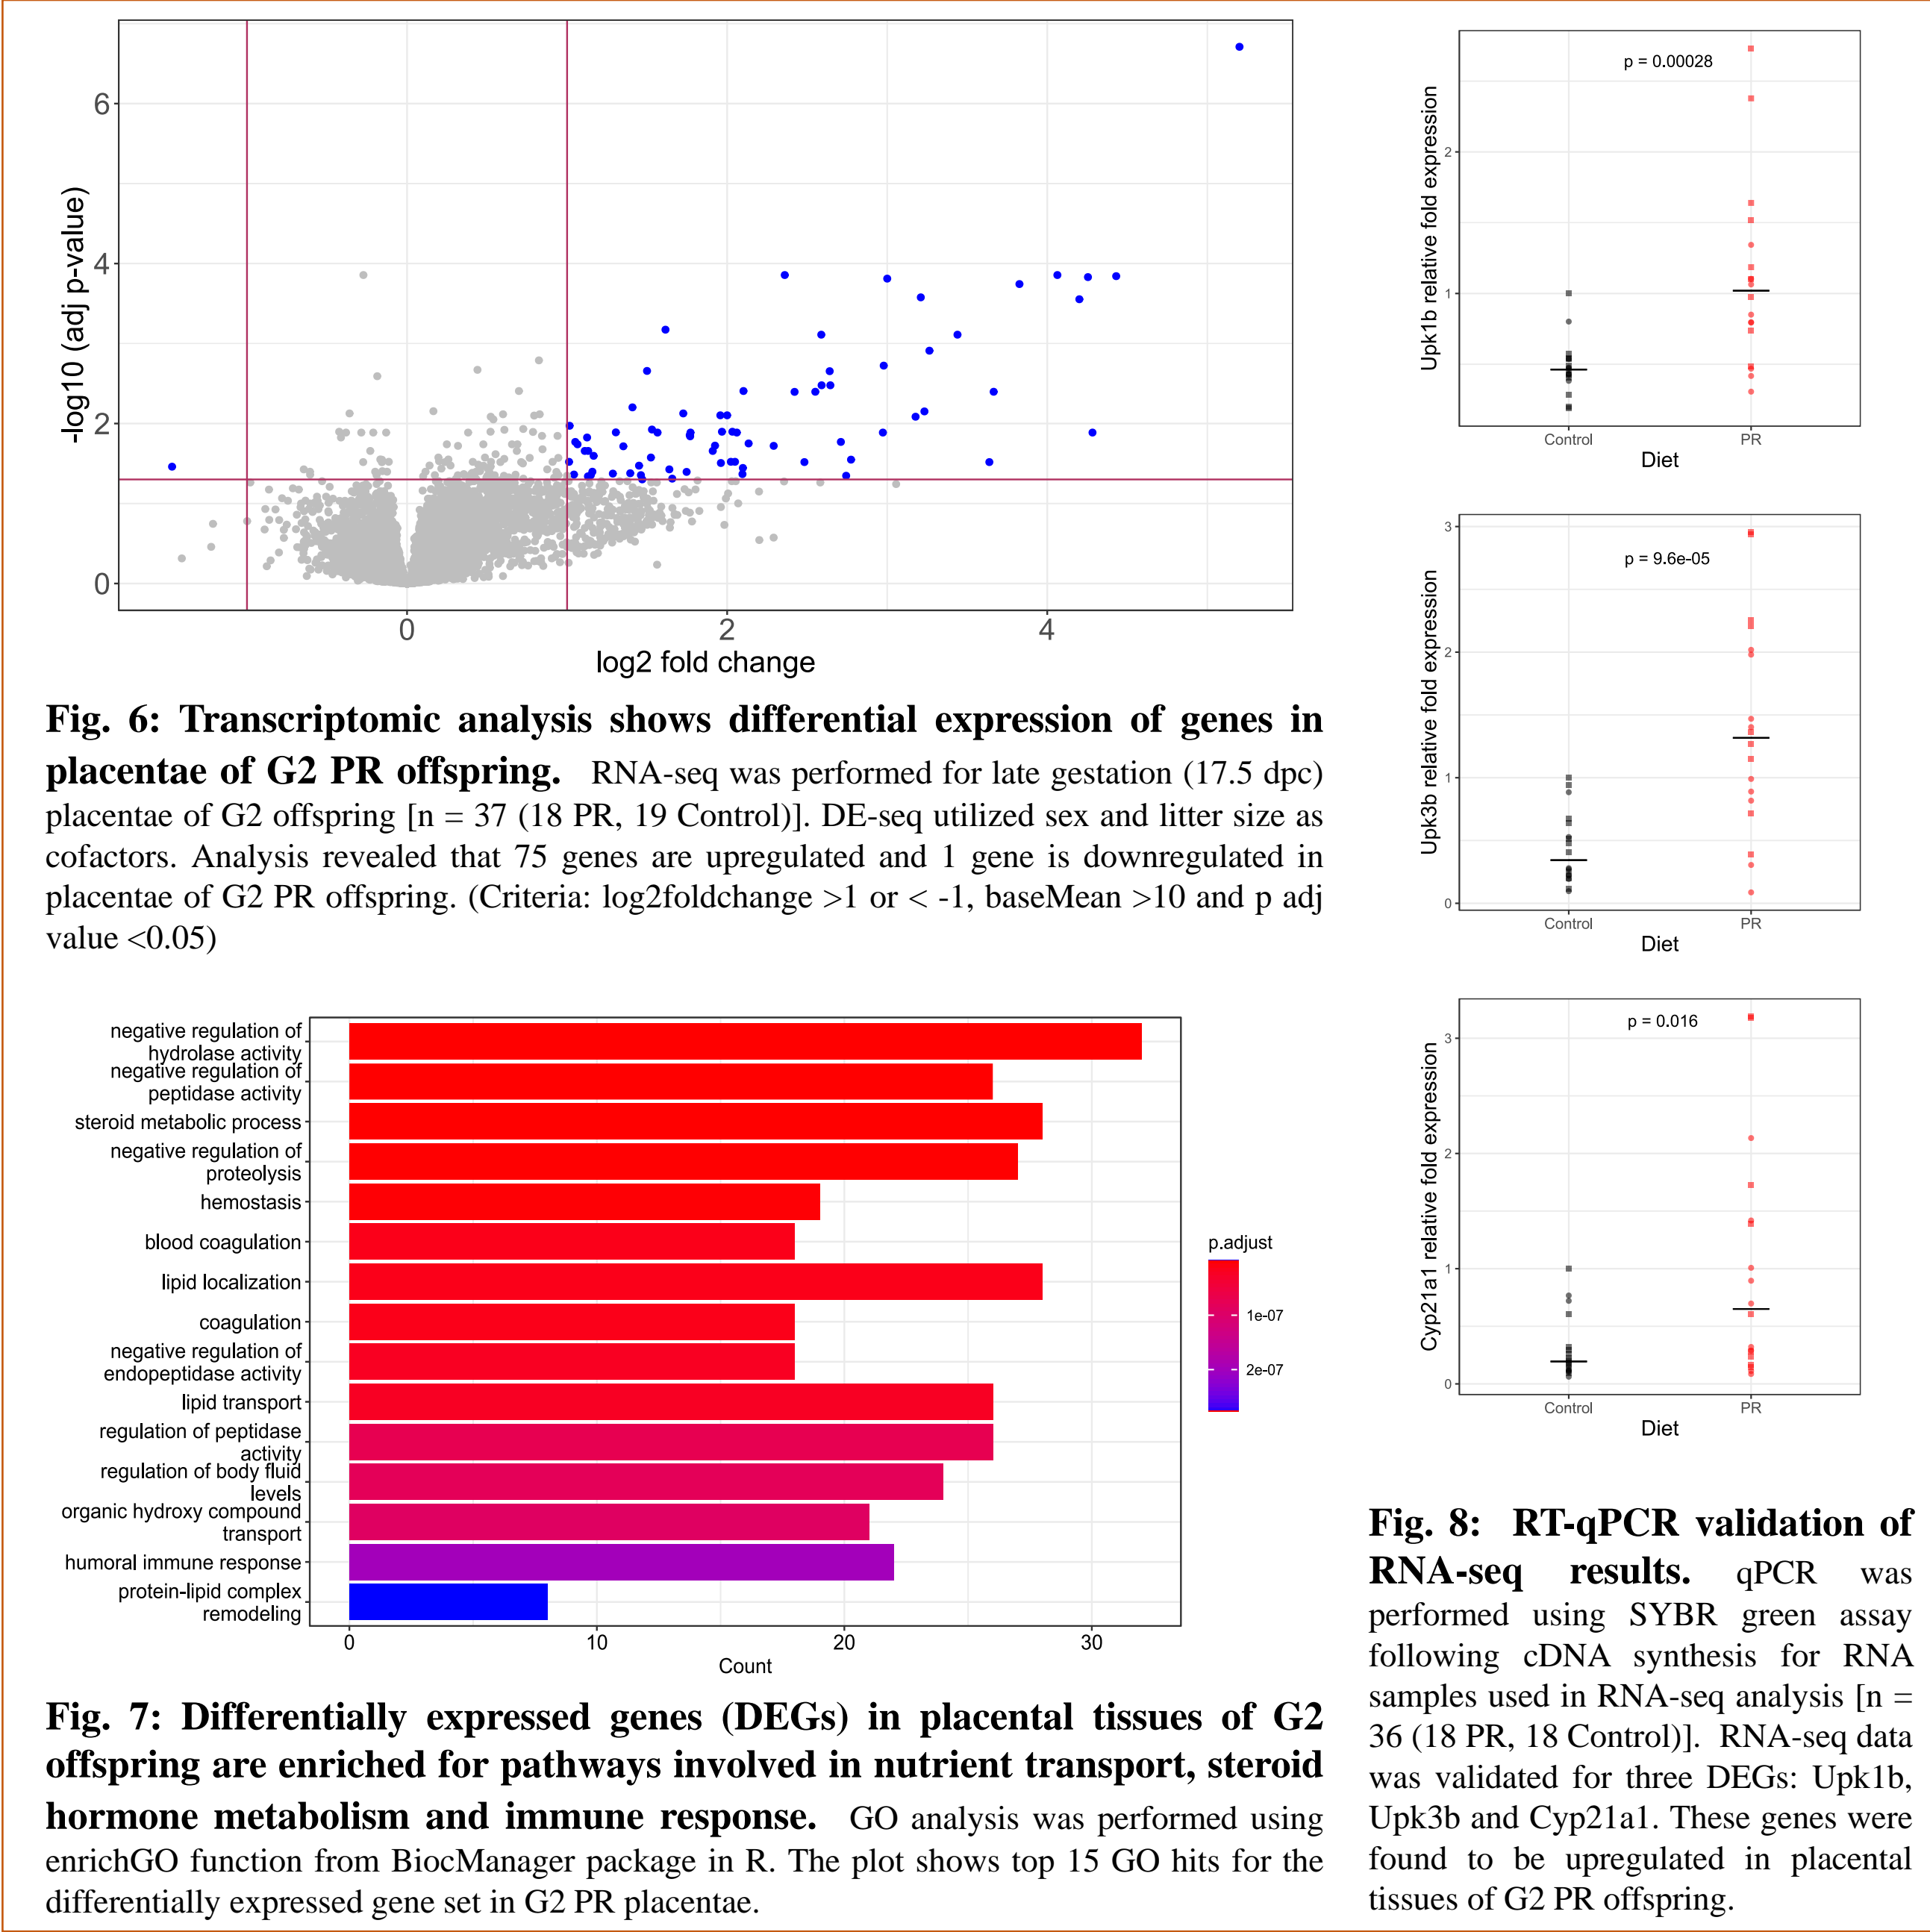 6
4
2
0
-log10 (adj p-value)
0 2 4
log2 fold change
Fig. 6: Transcriptomic analysis shows differential expression of genes in
placentae of G2 PR offspring. RNA-seq was performed for late gestation (17.5 dpc)
placentae of G2 offspring [n = 37 (18 PR, 19 Control)]. DE-seq utilized sex and litter size as
cofactors. Analysis revealed that 75 genes are upregulated and 1 gene is downregulated in
placentae of G2 PR offspring. (Criteria: log2foldchange >1 or < -1, baseMean >10 and p adj
value <0.05)
negative regulation of
hydrolase activity
negative regulation of
peptidase activity
steroid metabolic process
negative regulation of
proteolysis
hemostasis
blood coagulation
lipid localization
coagulation
negative regulation of
endopeptidase activity
lipid transport
regulation of peptidase
activity
regulation of body fluid
levels
organic hydroxy compound
transport
humoral immune response
protein-lipid complex
remodeling
0 10 20 30
Count
p.adjust
1e-07
2e-07
Fig. 7: Differentially expressed genes (DEGs) in placental tissues of G2
offspring are enriched for pathways involved in nutrient transport, steroid
hormone metabolism and immune response. GO analysis was performed using
enrichGO function from BiocManager package in R. The plot shows top 15 GO hits for the
differentially expressed gene set in G2 PR placentae.
p = 0.00028
Upk1b relative fold expression
2
1
Control PR
Diet
p = 9.6e-05
Upk3b relative fold expression
3
2
1
0
Control PR
Diet
p = 0.016
Cyp21a1 relative fold expression
3
2
1
0
Control PR
Diet
Fig. 8: RT-qPCR validation of
RNA-seq results. qPCR was
performed using SYBR green assay
following cDNA synthesis for RNA
samples used in RNA-seq analysis [n =
36 (18 PR, 18 Control)]. RNA-seq data
was validated for three DEGs: Upk1b,
Upk3b and Cyp21a1. These genes were
found to be upregulated in placental
tissues of G2 PR offspring.